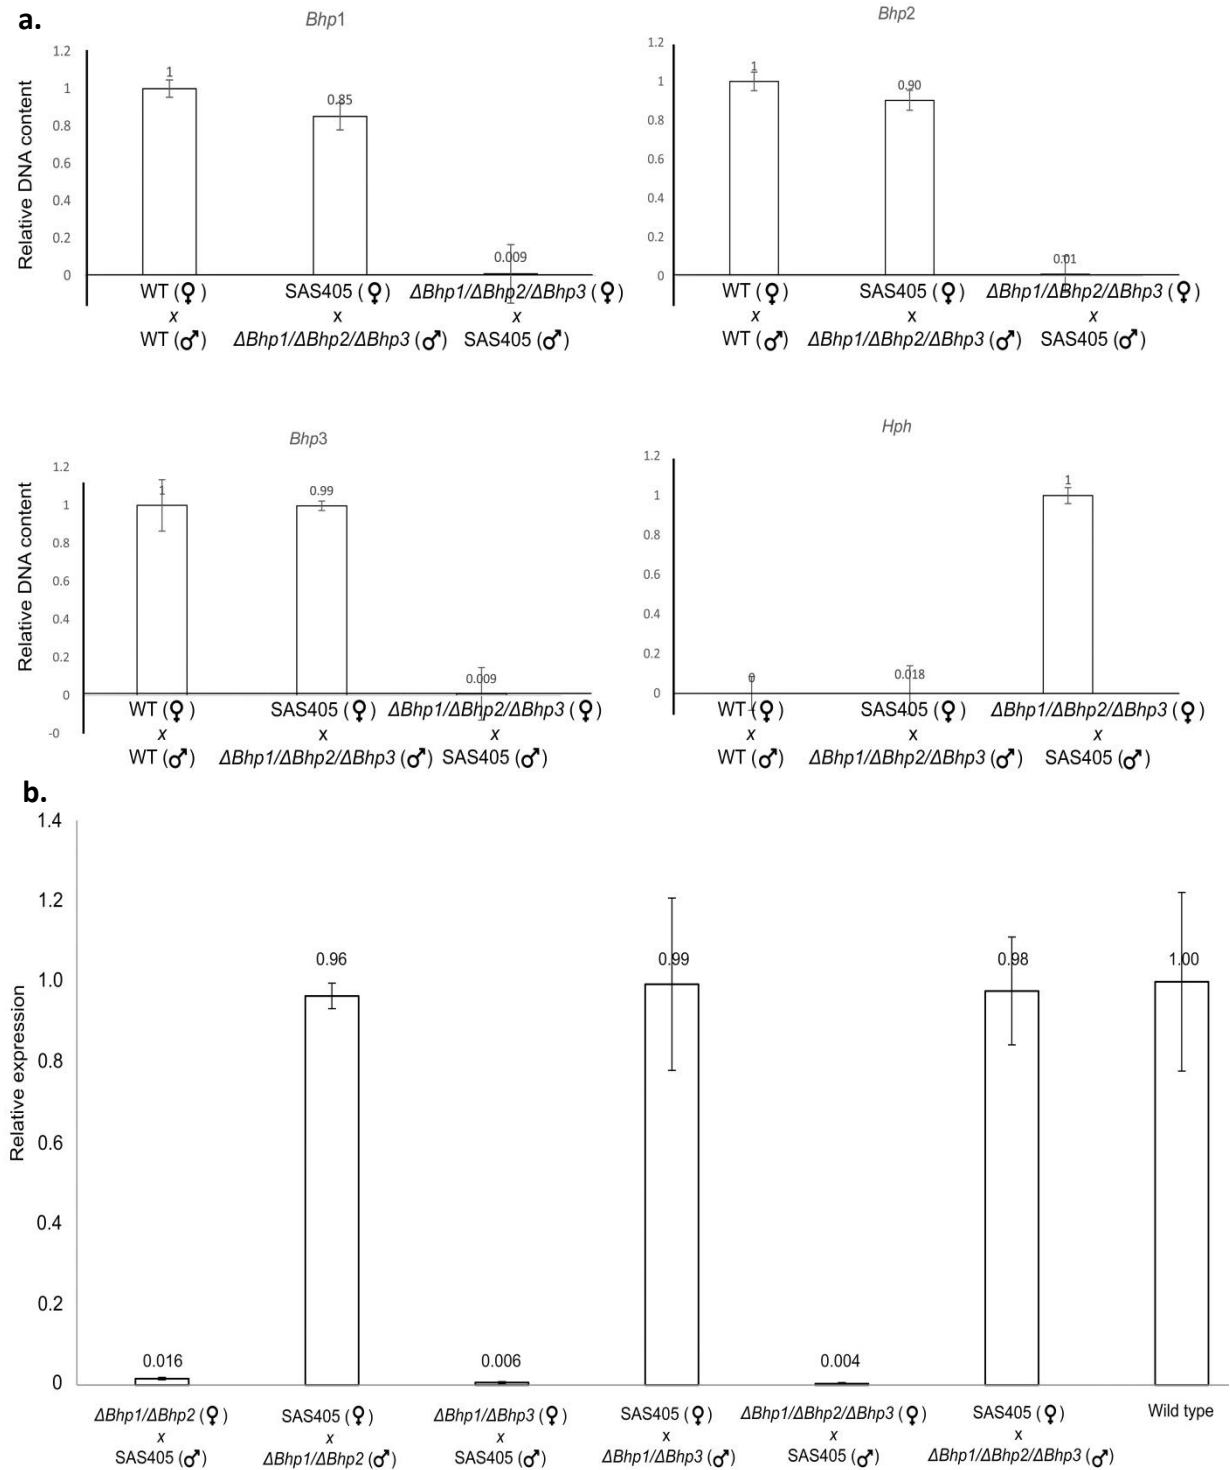 a.
Bhp1
Relative DNA content
1.2
1
0.8
0.6
0.4
0.2
0
1
0.85
0.009
WT (♀) SAS405 (♀) ΔBhp1/ΔBhp2/ΔBhp3 (♀)
x x x
WT (♂) ΔBhp1/ΔBhp2/ΔBhp3 (♂) SAS405 (♂)
Bhp2
1.2
1
0.8
0.6
0.4
0.2
0
1
0.90
0.01
WT (♀) SAS405 (♀) ΔBhp1/ΔBhp2/ΔBhp3 (♀)
x x x
WT (♂) ΔBhp1/ΔBhp2/ΔBhp3 (♂) SAS405 (♂)
Bhp3
Relative DNA content
1.2
1
0.8
0.6
0.4
0.2
0
-0
1
0.99
0.009
WT (♀) SAS405 (♀) ΔBhp1/ΔBhp2/ΔBhp3 (♀)
x x x
WT (♂) ΔBhp1/ΔBhp2/ΔBhp3 (♂) SAS405 (♂)
Hph
1.2
1
0.8
0.6
0.4
0.2
0
0
0.018
1
WT (♀) SAS405 (♀) ΔBhp1/ΔBhp2/ΔBhp3 (♀)
x x x
WT (♂) ΔBhp1/ΔBhp2/ΔBhp3 (♂) SAS405 (♂)
b.
Relative expression
1.4
1.2
1.0
0.8
0.6
0.4
0.2
0
0.016
0.96
0.006
0.99
0.004
0.98
1.00
ΔBhp1/ΔBhp2 (♀) SAS405 (♀) ΔBhp1/ΔBhp3 (♀) SAS405 (♀) ΔBhp1/ΔBhp2/ΔBhp3 (♀) SAS405 (♀) Wild type
x x x x x x
SAS405 (♂) ΔBhp1/ΔBhp2 (♂) SAS405 (♂) ΔBhp1/ΔBhp3 (♂) SAS405 (♂) ΔBhp1/ΔBhp2/ΔBhp3 (♂)